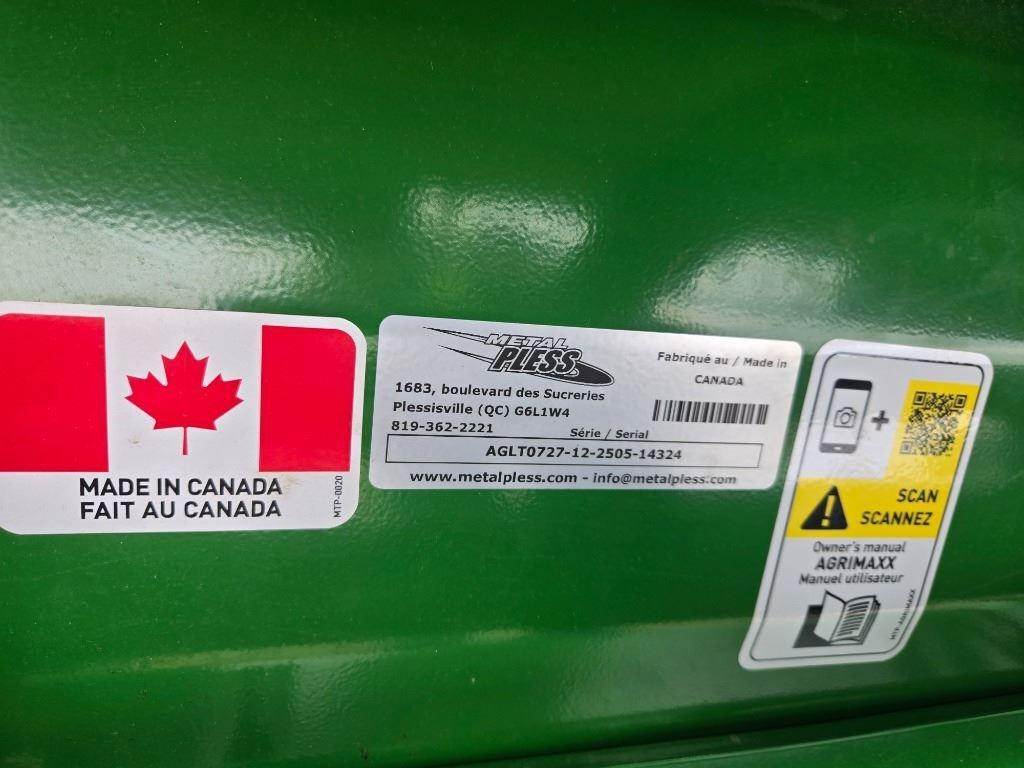 MADE IN CANADA
FAIT AU CANADA
MTP-0020
METAL
PLESS
Fabriqué au / Made in
CANADA
1683, boulevard des Sucreries
Plessisville (QC) G6L1W4
819-362-2221
Série / Serial
AGLT0727-12-2505-14324
www.metalpless.com - info@metalpless.com
+
SCAN
SCANNEZ
Owner's manual
AGRIMAXX
Manuel utilisateur
MTP-AGRIMAXX